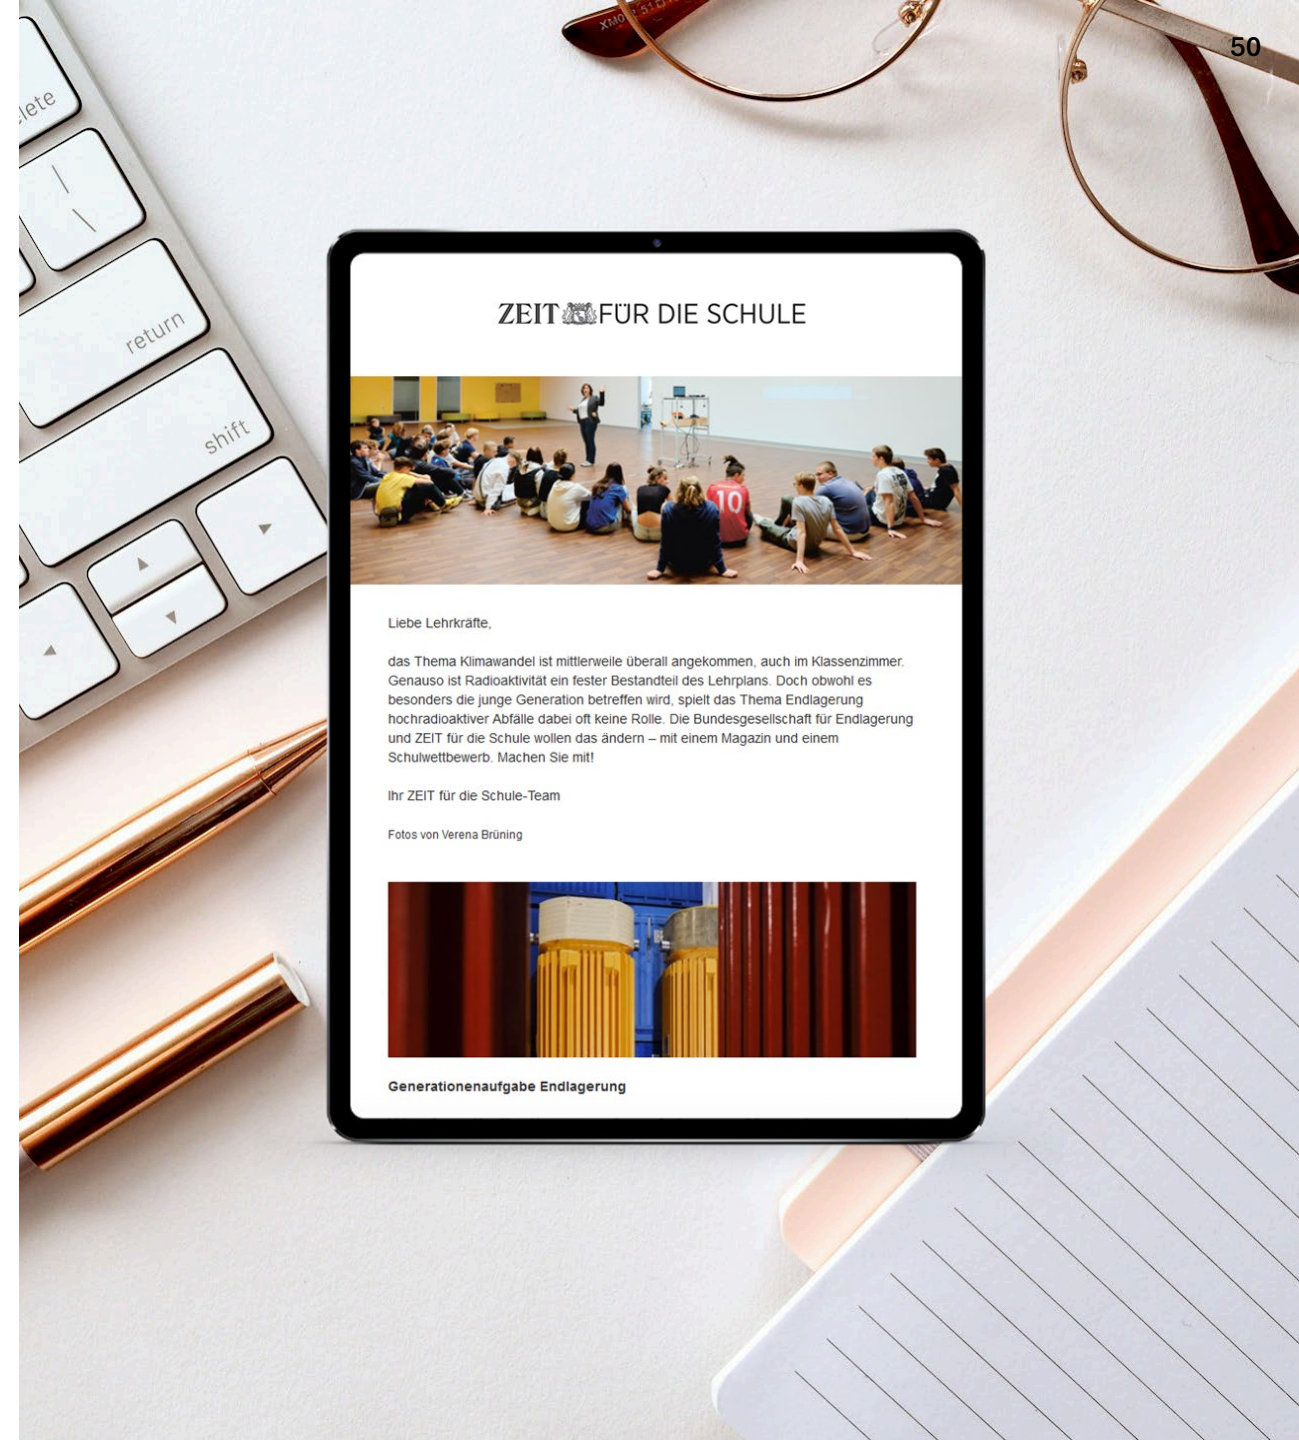 50
lete
return
shift
ZEIT FÜR DIE SCHULE
10
Liebe Lehrkräfte,
das Thema Klimawandel ist mittlerweile überall angekommen, auch im Klassenzimmer.
Genauso ist Radioaktivität ein fester Bestandteil des Lehrplans. Doch obwohl es
besonders die junge Generation betreffen wird, spielt das Thema Endlagerung
hochradioaktiver Abfälle dabei oft keine Rolle. Die Bundesgesellschaft für Endlagerung
und ZEIT für die Schule wollen das ändern – mit einem Magazin und einem
Schulwettbewerb. Machen Sie mit!
Ihr ZEIT für die Schule-Team
Fotos von Verena Brüning
Generationenaufgabe Endlagerung